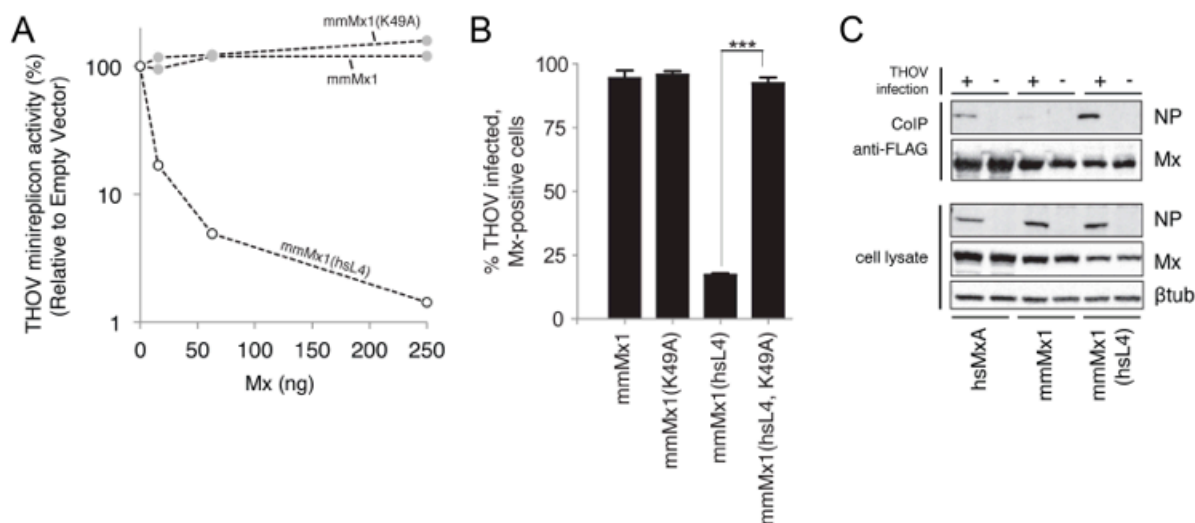 A
THOV minireplicon activity (%)
(Relative to Empty Vector)
100
10
1
0
50
100
150
200
250
Mx (ng)
mmMx1(K49A)
mmMx1
mmMx1(hsL4)
B
% THOV infected,
Mx-positive cells
100
75
50
25
0
***
mmMx1
mmMx1(K49A)
mmMx1(hsL4)
mmMx1(hsL4, K49A)
C
THOV
infection
+ - + - + -
CoIP
anti-FLAG
NP
Mx
cell lysate
NP
Mx
βtub
hsMxA
mmMx1
mmMx1
(hsL4)